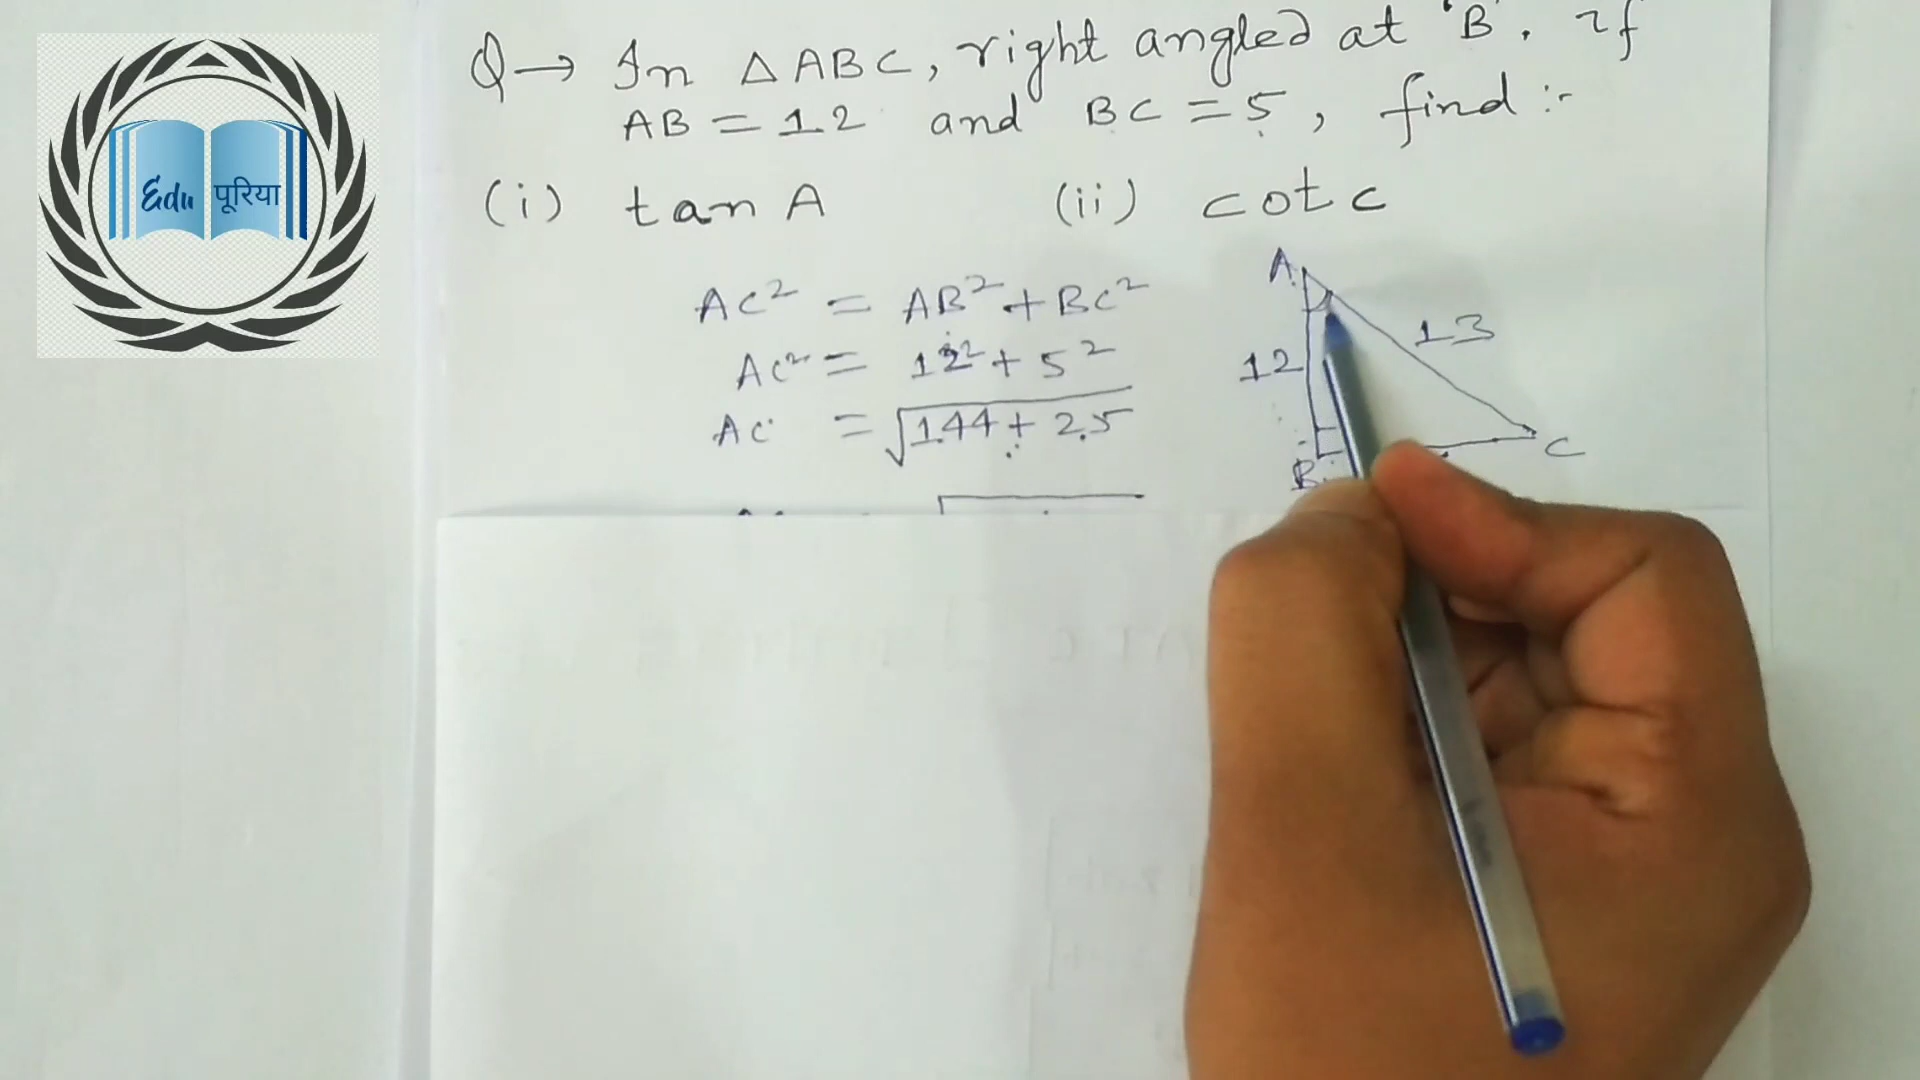 Q→ In △ABC, right angled at 'B'. If
AB = 12 and BC = 5, find :-
(i) tan A (ii) cot c
Edu पूरिया
AC² = AB² + BC²
AC² = 12² + 5²
AC = √144 + 25
A
12
13
B
C